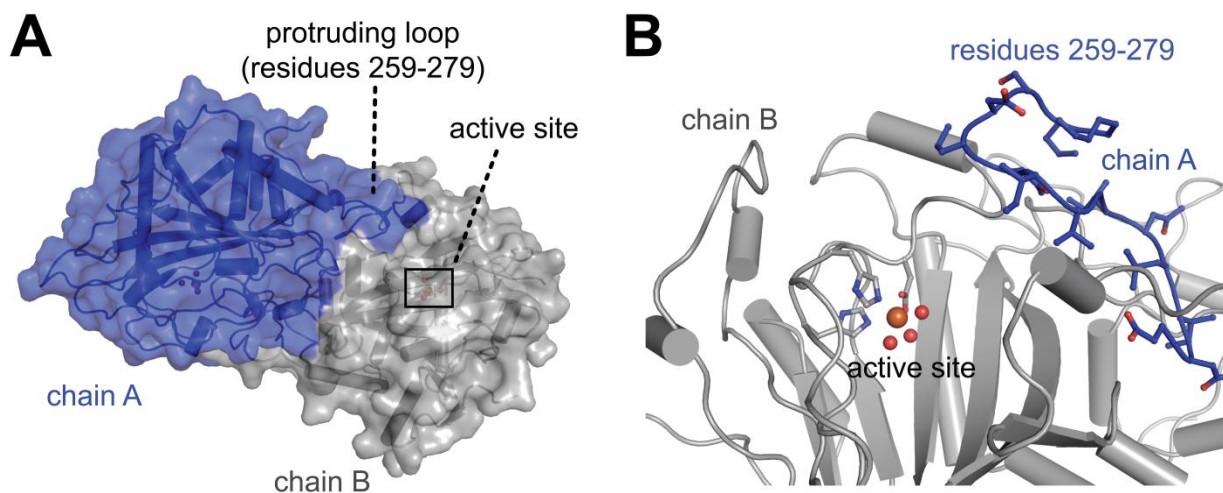 A
protruding loop
(residues 259-279)
active site
chain A
chain B
B
residues 259-279
chain B
chain A
active site